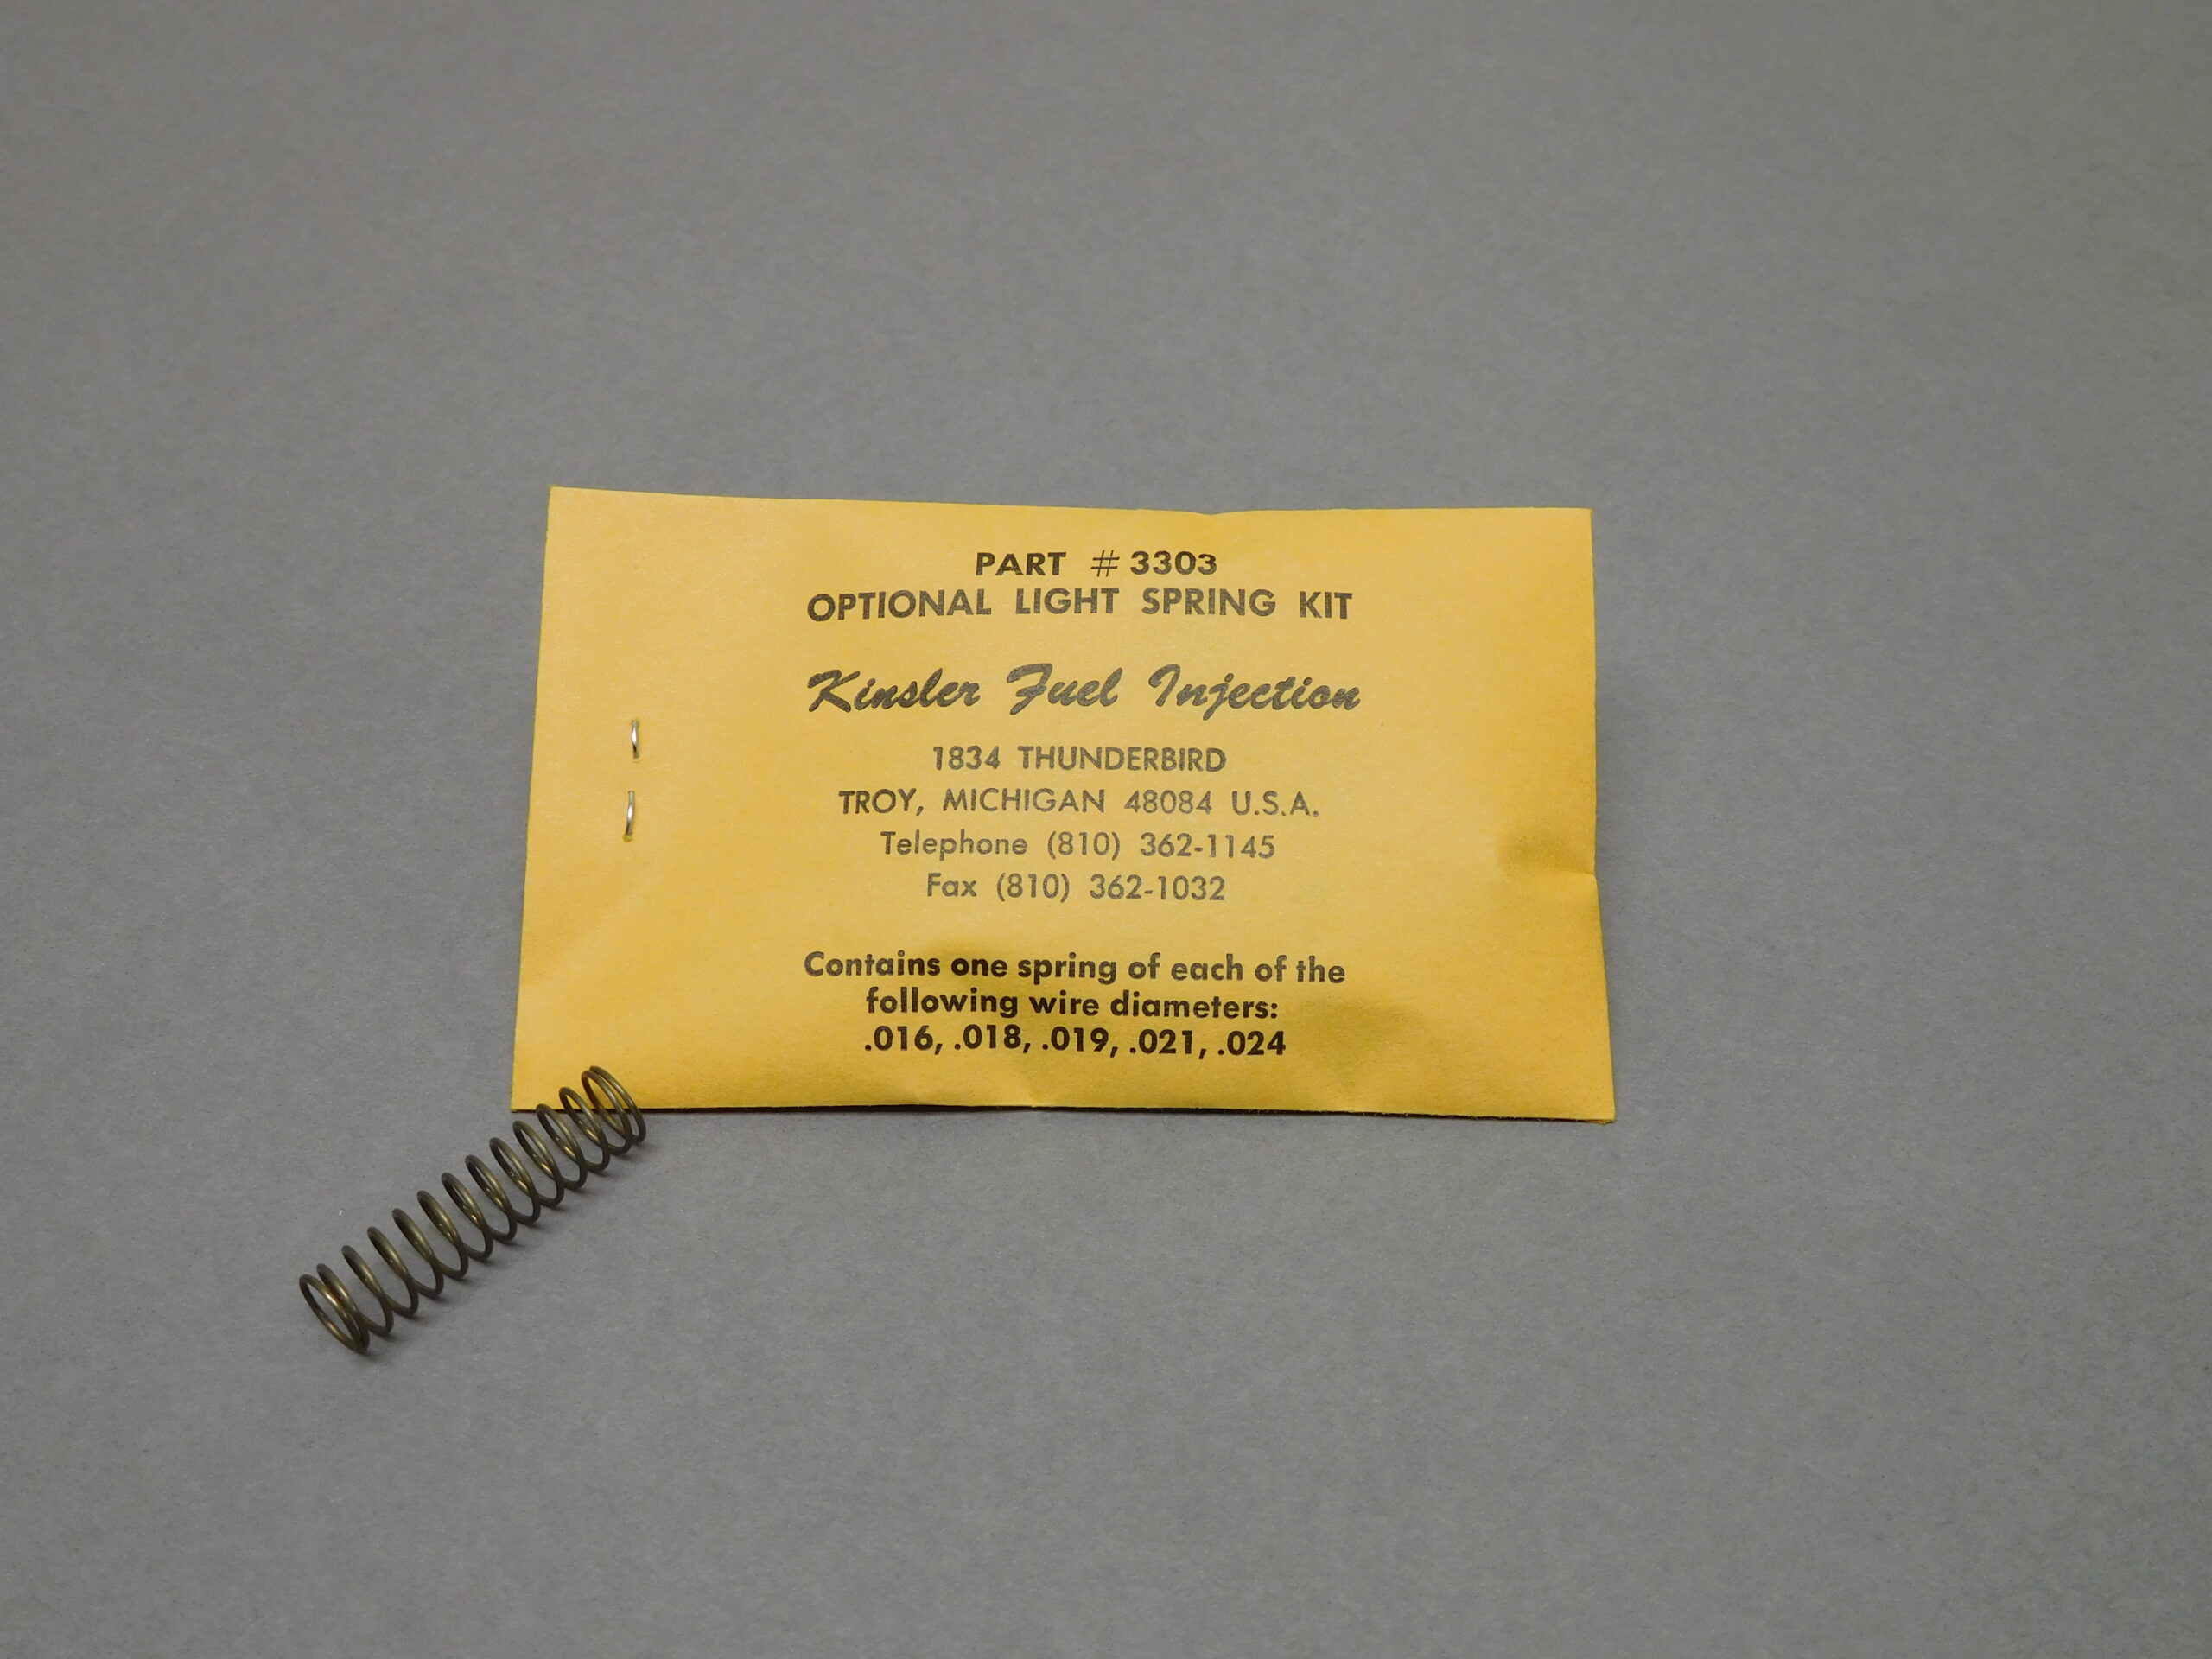 PART # 3303
OPTIONAL LIGHT SPRING KIT
Kinsler Fuel Injection
1834 THUNDERBIRD
TROY, MICHIGAN 48084 U.S.A.
Telephone (810) 362-1145
Fax (810) 362-1032
Contains one spring of each of the
following wire diameters:
.016, .018, .019, .021, .024